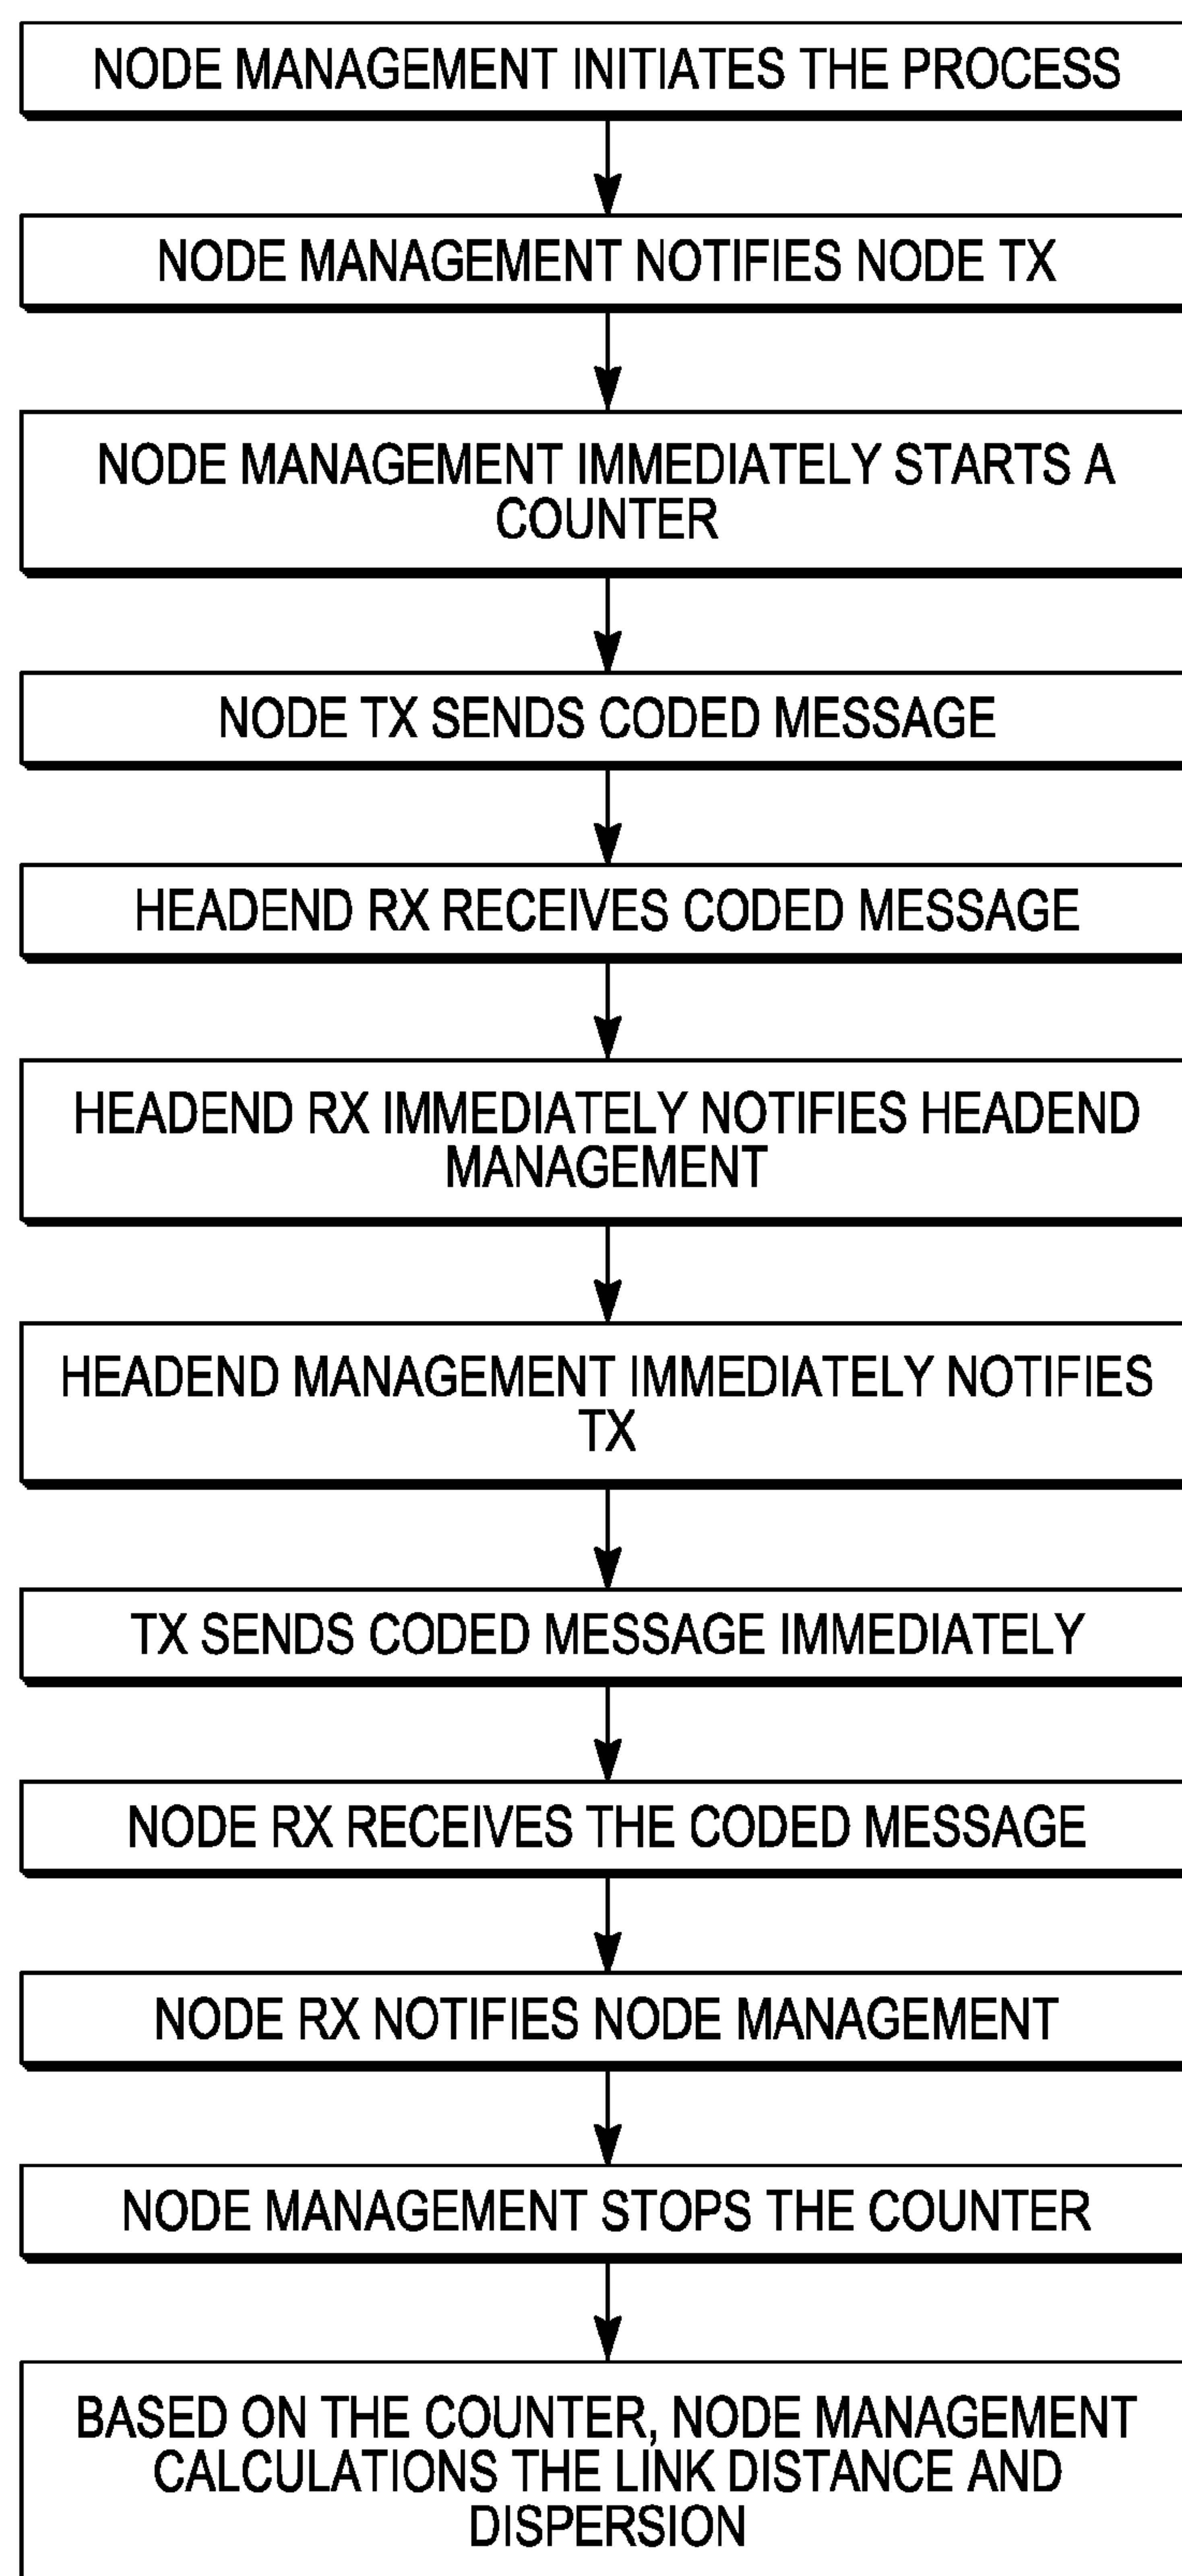 NODE MANAGEMENT INITIATES THE PROCESS
NODE MANAGEMENT NOTIFIES NODE TX
NODE MANAGEMENT IMMEDIATELY STARTS A
COUNTER
NODE TX SENDS CODED MESSAGE
HEADEND RX RECEIVES CODED MESSAGE
HEADEND RX IMMEDIATELY NOTIFIES HEADEND
MANAGEMENT
HEADEND MANAGEMENT IMMEDIATELY NOTIFIES
TX
TX SENDS CODED MESSAGE IMMEDIATELY
NODE RX RECEIVES THE CODED MESSAGE
NODE RX NOTIFIES NODE MANAGEMENT
NODE MANAGEMENT STOPS THE COUNTER
BASED ON THE COUNTER, NODE MANAGEMENT
CALCULATIONS THE LINK DISTANCE AND
DISPERSION